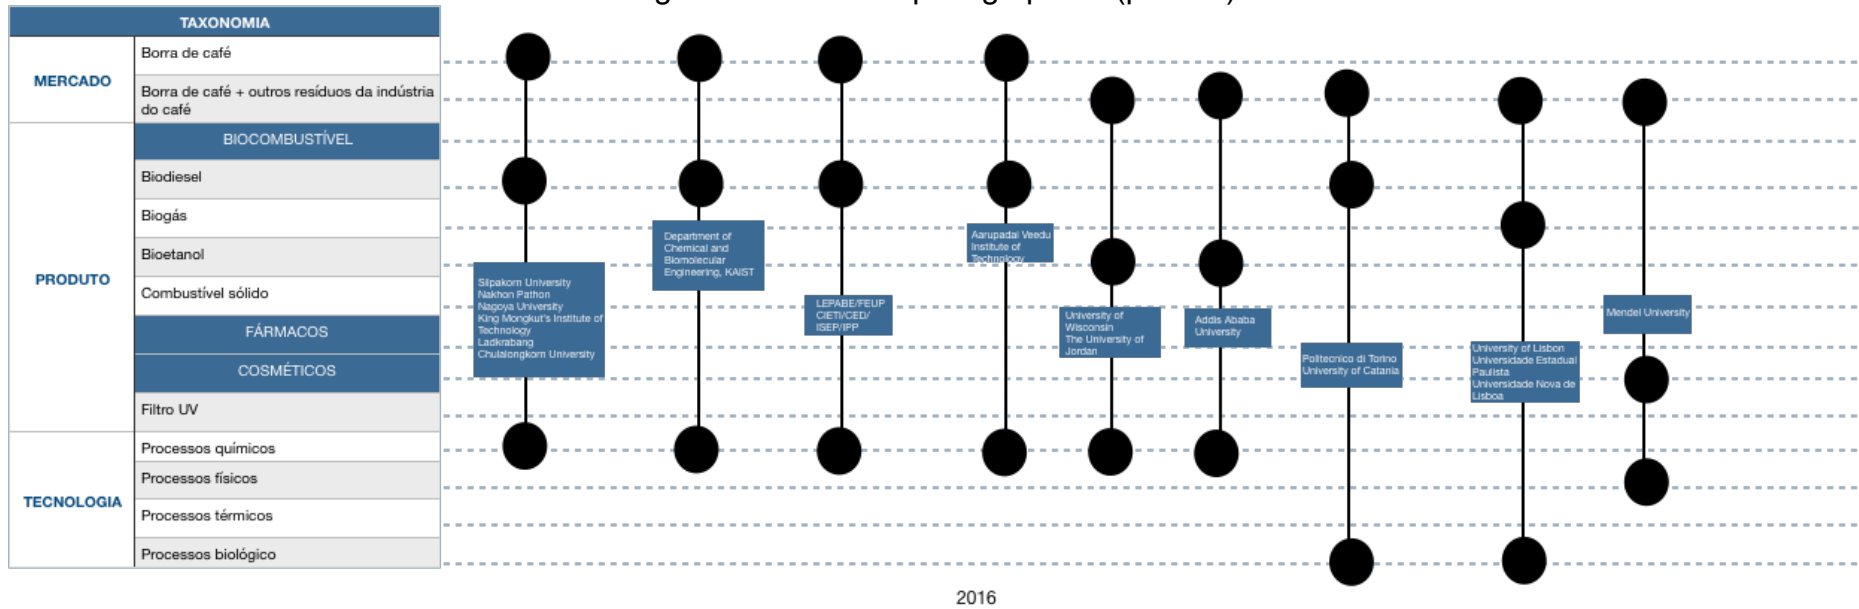 TAXONOMIA
MERCADO
Borra de café
Borra de café + outros resíduos da indústria
do café
PRODUTO
BIOCOMBUSTÍVEL
Biodiesel
Biogás
Bioetanol
Combustível sólido
FÁRMACOS
COSMÉTICOS
Filtro UV
TECNOLOGIA
Processos químicos
Processos físicos
Processos térmicos
Processos biológico
Silpakorn University
Nakhon Pathon
Nagoya University
King Mongkut's Institute of
Technology
Ladkrabang
Chulalongkorn University
Department of
Chemical and
Biomolecular
Engineering, KAIST
LEPABE/FEUP
CIETI/CED/
ISEP/IPP
Aarupadai Veedu
Institute of
Technology
University of
Wisconsin
The University of
Jordan
Addis Ababa
University
Politecnico di Torino
University of Catania
University of Lisbon
Universidade Estadual
Paulista
Universidade Nova de
Lisboa
Mendel University
2016